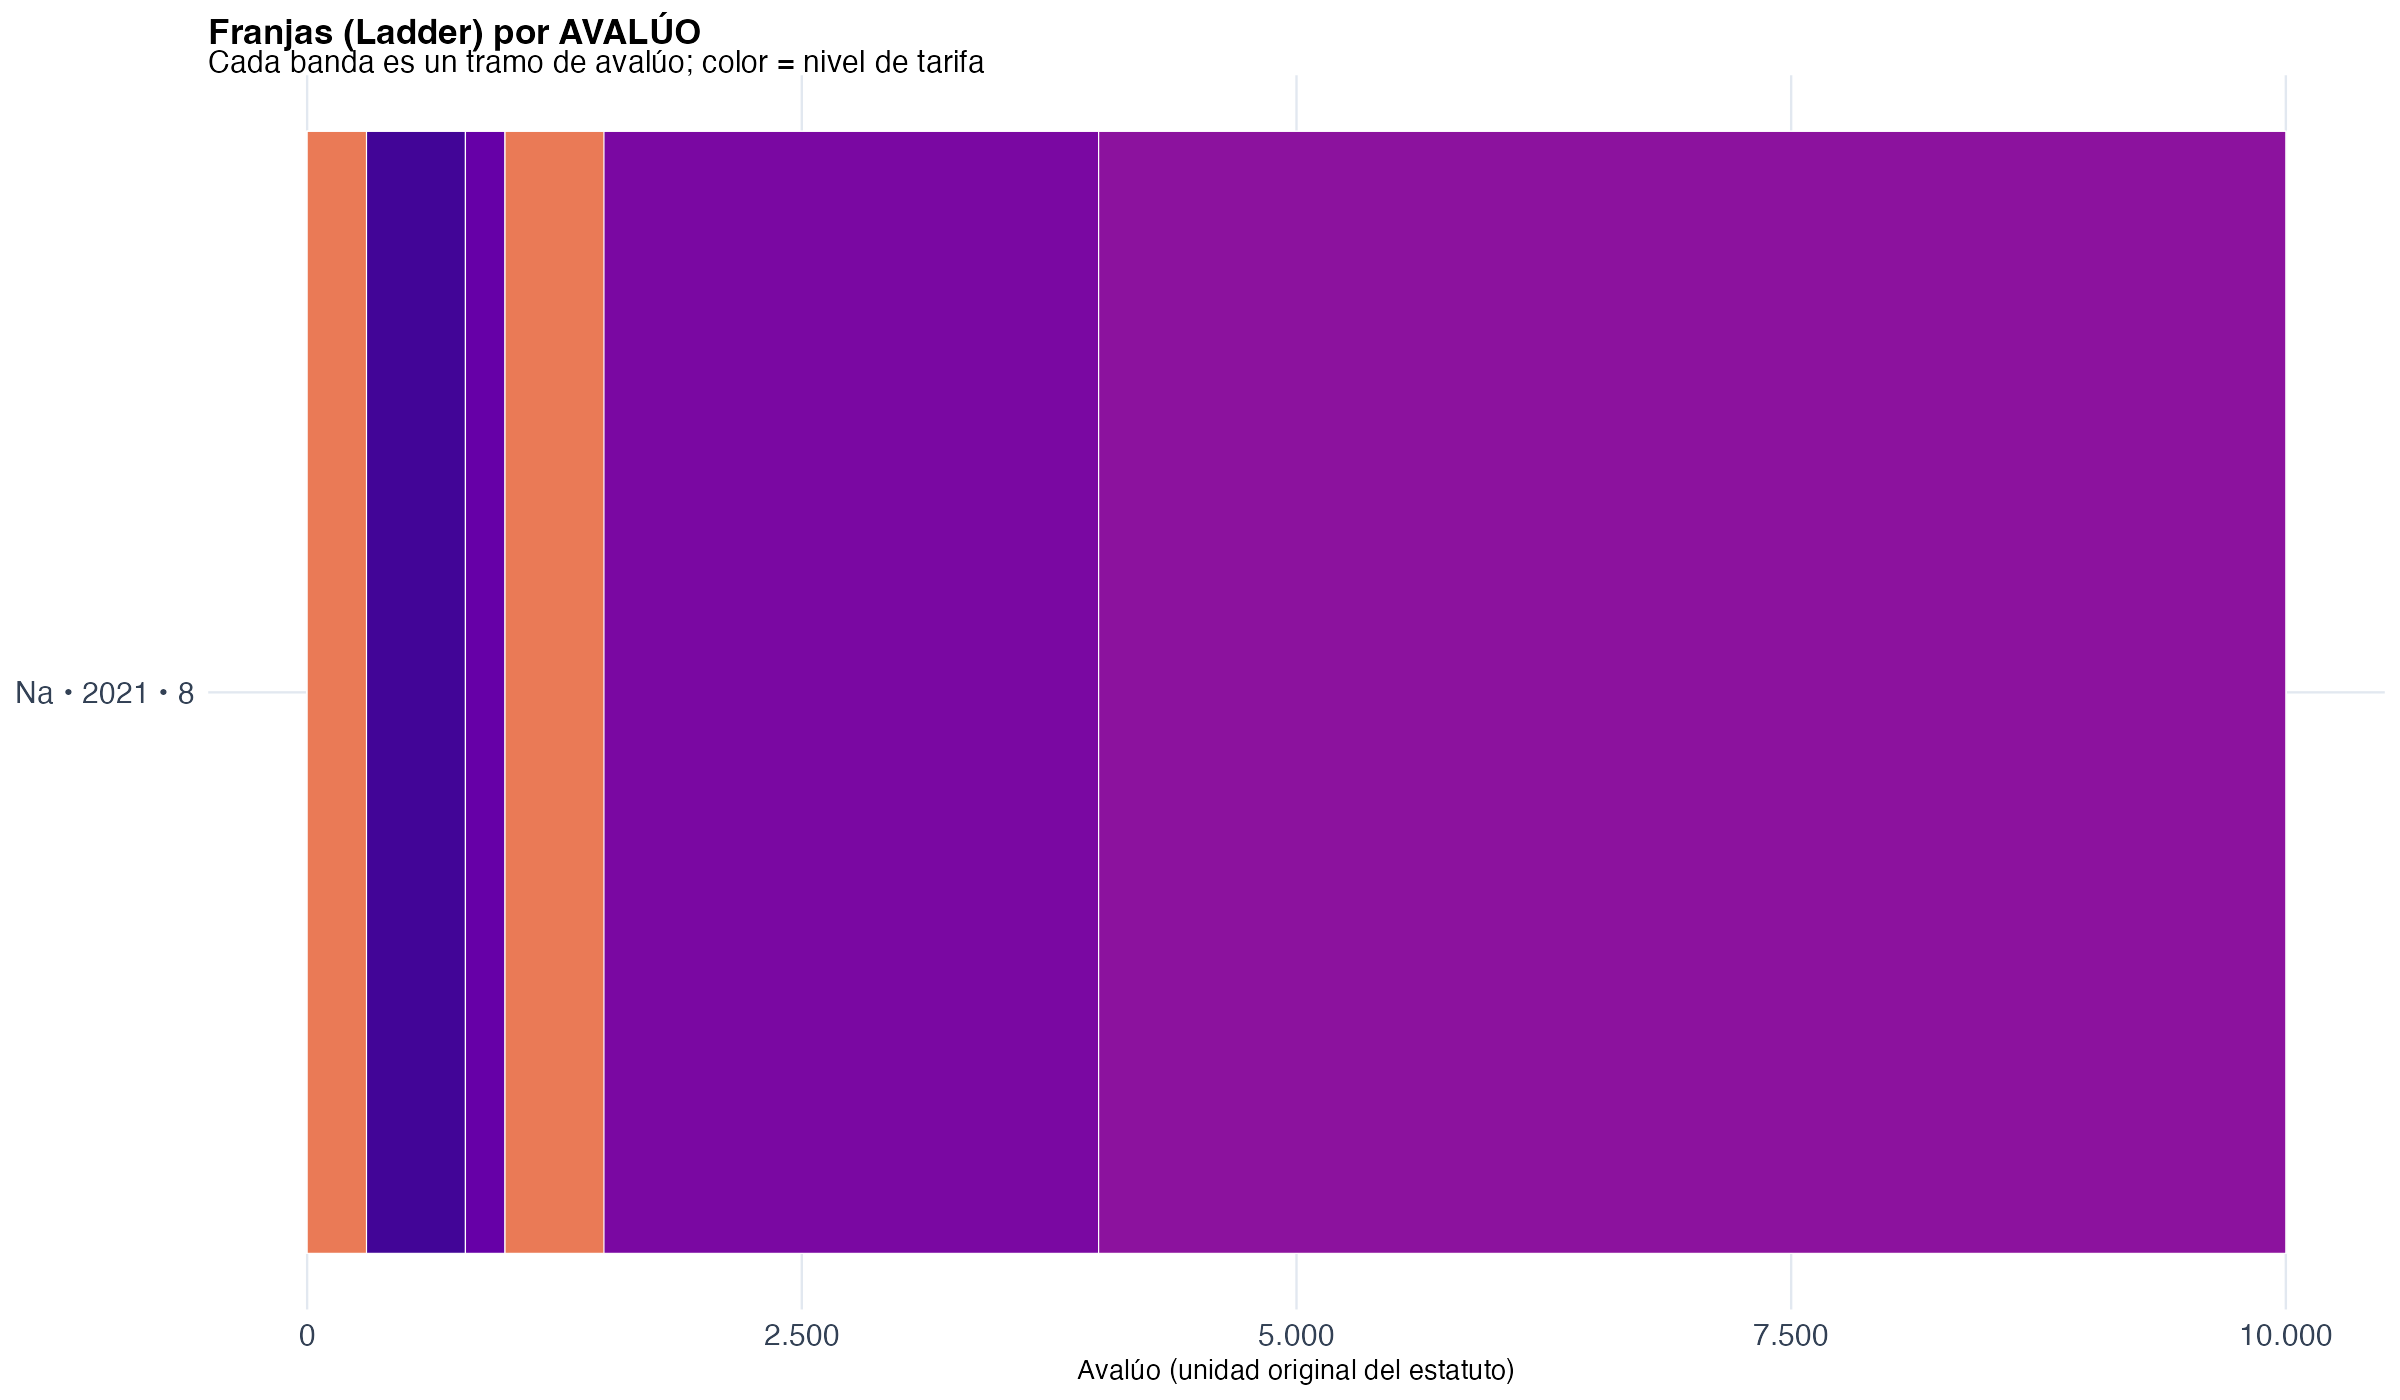 Franjas (Ladder) por AVALÚO
Cada banda es un tramo de avalúo; color = nivel de tarifa
Na • 2021 • 8
0
2.500
5.000
7.500
10.000
Avalúo (unidad original del estatuto)